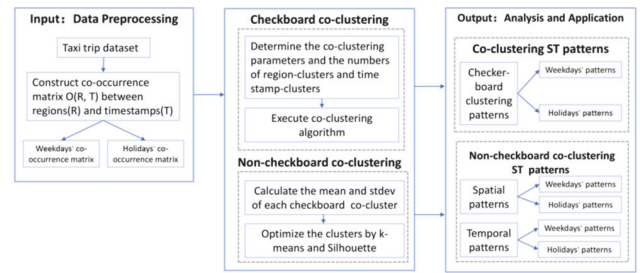 Input：Data Preprocessing
Taxi trip dataset
Construct co-occurrence
matrix O(R, T) between
regions(R) and timestamps(T)
Weekdays' co-
occurrence matrix
Holidays' co-
occurrence matrix
Checkboard co-clustering
Determine the co-clustering
parameters and the numbers
of region-clusters and time
stamp-clusters
Execute co-clustering
algorithm
Non-checkboard co-clustering
Calculate the mean and stdev
of each checkboard co-cluster
Optimize the clusters by k-
means and Silhouette
Output：Analysis and Application
Co-clustering ST patterns
Checker-
board
clustering
patterns
Weekdays' patterns
Holidays' patterns
Non-checkboard co-clustering
ST patterns
Spatial
patterns
Weekdays' patterns
Holidays' patterns
Temporal
patterns
Weekdays' patterns
Holidays' patterns